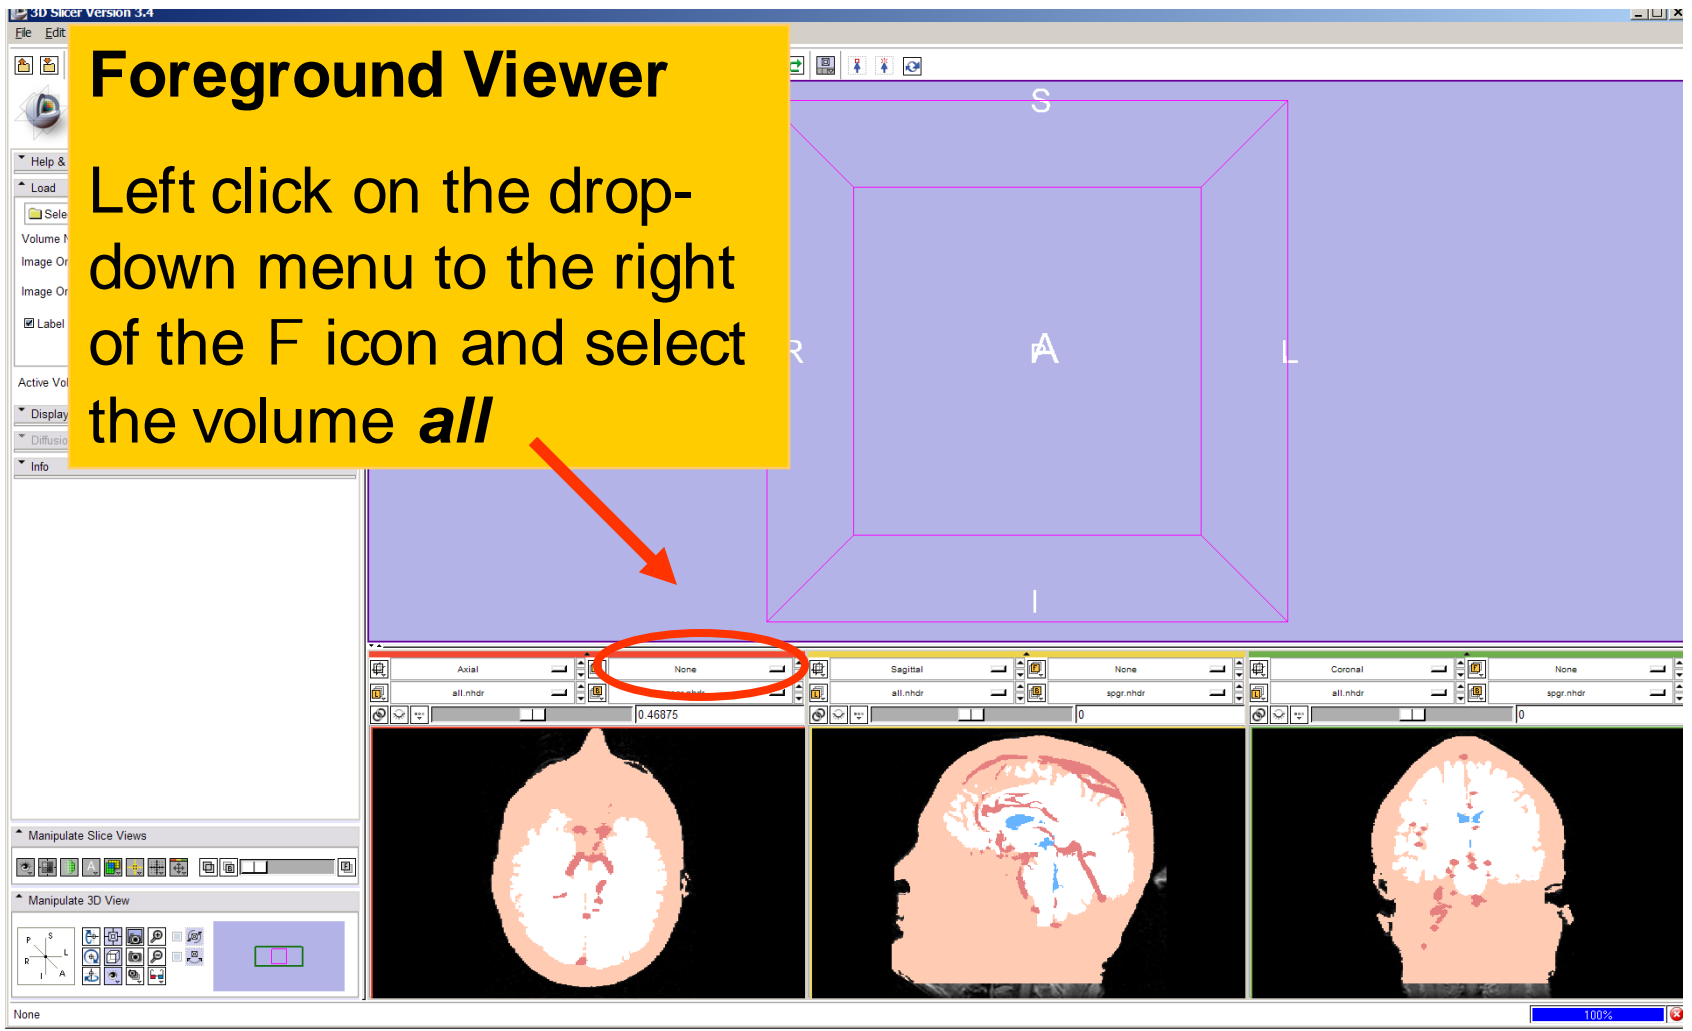 3D Slicer Version 3.4
File Edit
Foreground Viewer
Left click on the drop-
down menu to the right
of the F icon and select
the volume all
Help &
Load
Sele
Volume N
Image Or
Image Or
Label
Active Vol
Display
Diffusio
Info
S
R
A
P
L
I
Axial
None
Sagittal
F
None
Coronal
F
None
L
all.nhdr
B
spgr.nhdr
L
all.nhdr
B
spgr.nhdr
L
all.nhdr
B
spgr.nhdr
0.46875
0
0
Manipulate Slice Views
A
B
F
Manipulate 3D View
P S
R L
I A
None
100%